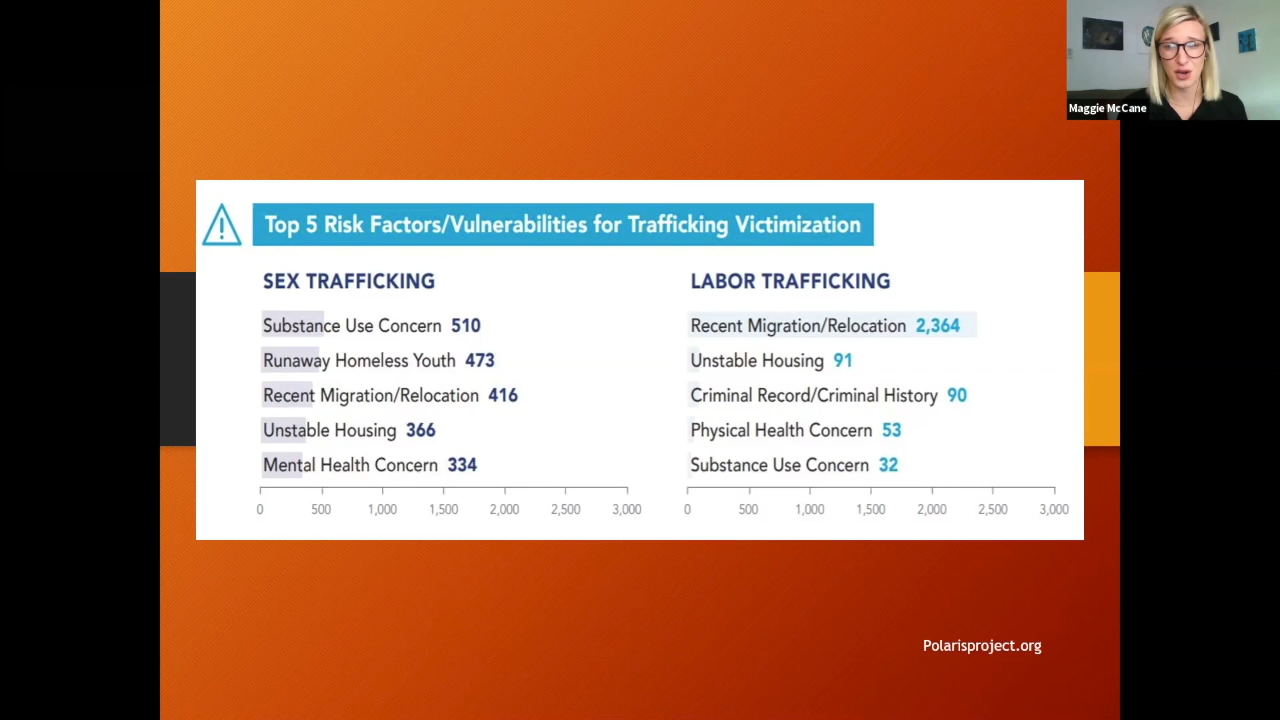 Maggie McCane
Top 5 Risk Factors/Vulnerabilities for Trafficking Victimization
SEX TRAFFICKING
Substance Use Concern 510
Runaway Homeless Youth 473
Recent Migration/Relocation 416
Unstable Housing 366
Mental Health Concern 334
0 500 1,000 1,500 2,000 2,500 3,000
LABOR TRAFFICKING
Recent Migration/Relocation 2,364
Unstable Housing 91
Criminal Record/Criminal History 90
Physical Health Concern 53
Substance Use Concern 32
0 500 1,000 1,500 2,000 2,500 3,000
Polarisproject.org